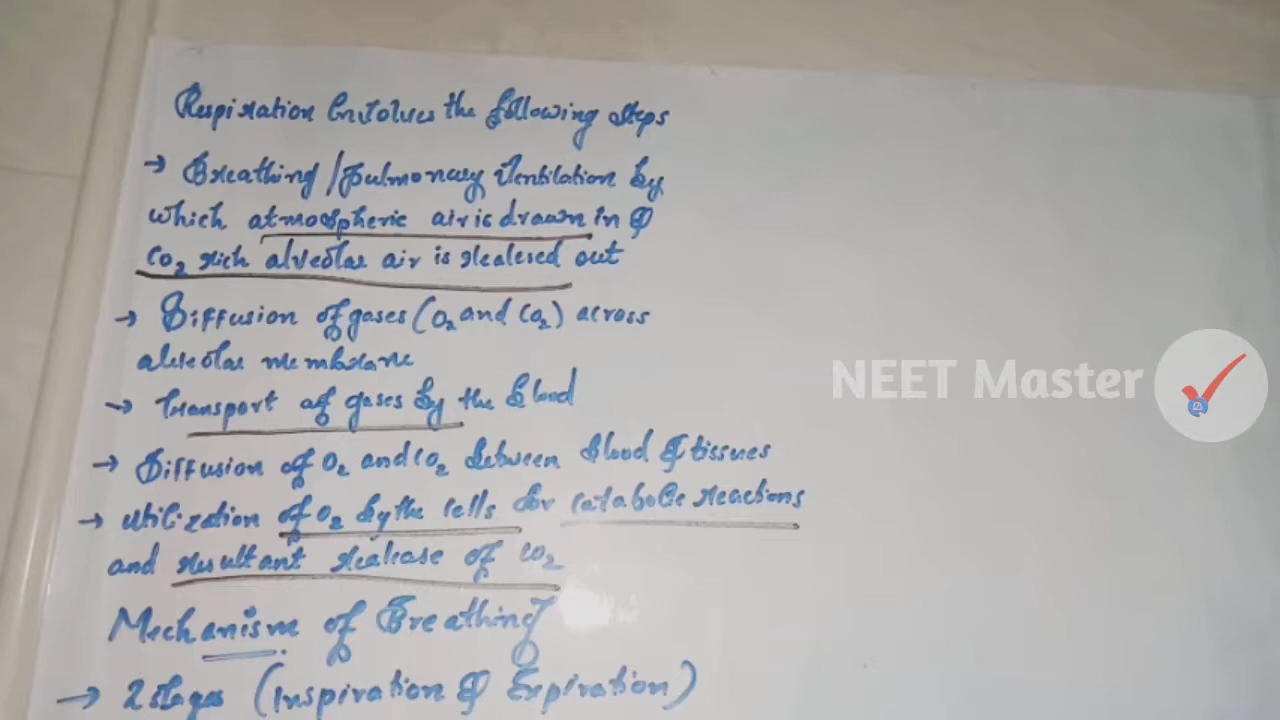 Respiration Involves the following steps
→ Breathing / Pulmonary Ventilation by
which atmospheric air is drawn in &
CO2 rich alveolar air is realesed out
→ Diffusion of gases (O2 and CO2) across
alveolar membrane
→ Transport of gases by the blood
→ Diffusion of O2 and CO2 between blood & tissues
→ Utilization of O2 by the cells for catabolic reactions
and resultant realease of CO2
Mechanism of Breathing
→ 2 stages (Inspiration & Expiration)
NEET Master